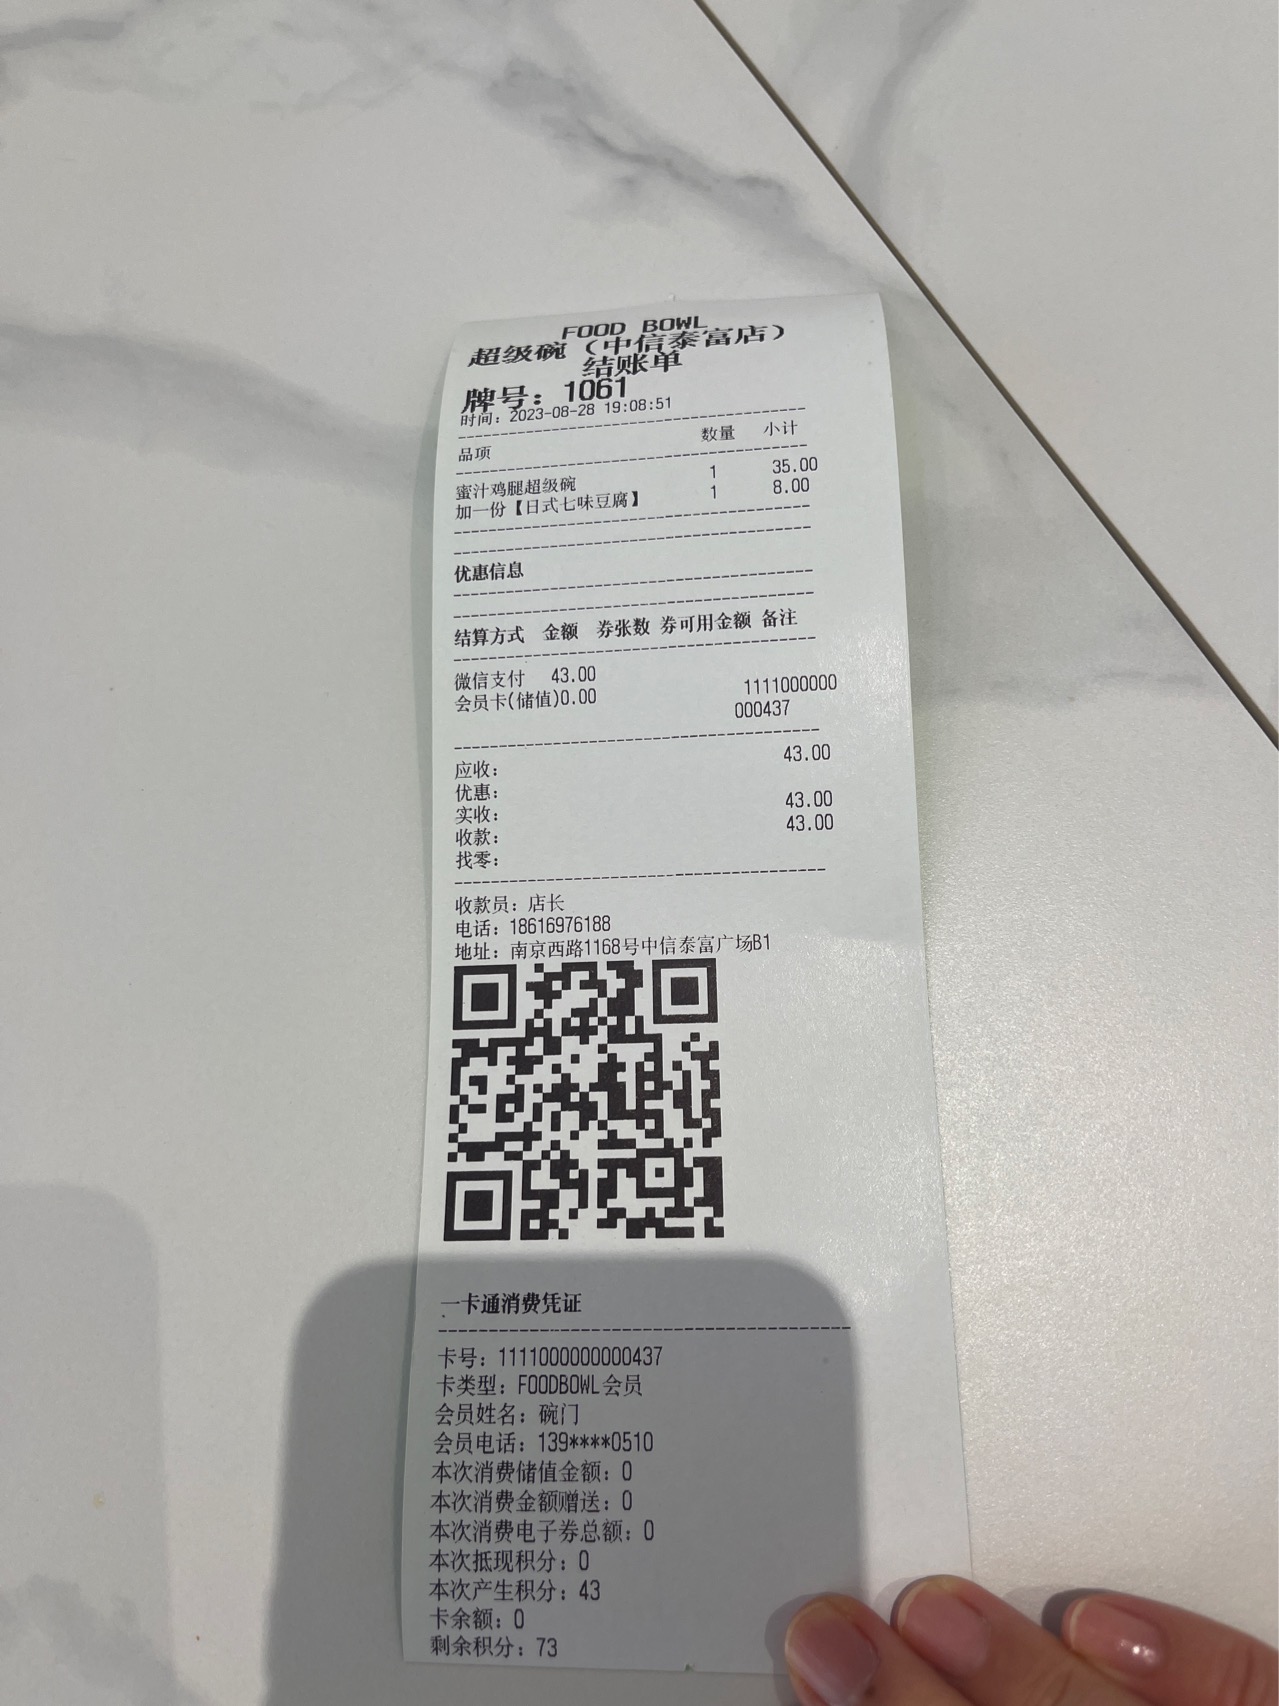 FOOD BOWL
超级碗（中信泰富店）
结账单
牌号：1061
时间：2023-08-28 19:08:51
品项 数量 小计
蜜汁鸡腿超级碗 1 35.00
加一份【日式七味豆腐】 1 8.00
优惠信息
结算方式 金额 券张数 券可用金额 备注
微信支付 43.00
会员卡(储值)0.00 1111000000
000437
应收： 43.00
优惠：
实收： 43.00
收款： 43.00
找零：
收款员：店长
电话：18616976188
地址：南京西路1168号中信泰富广场B1
一卡通消费凭证
卡号：1111000000000437
卡类型：FOODBOWL会员
会员姓名：碗门
会员电话：139****0510
本次消费储值金额：0
本次消费金额赠送：0
本次消费电子券总额：0
本次抵现积分：0
本次产生积分：43
卡余额：0
剩余积分：73